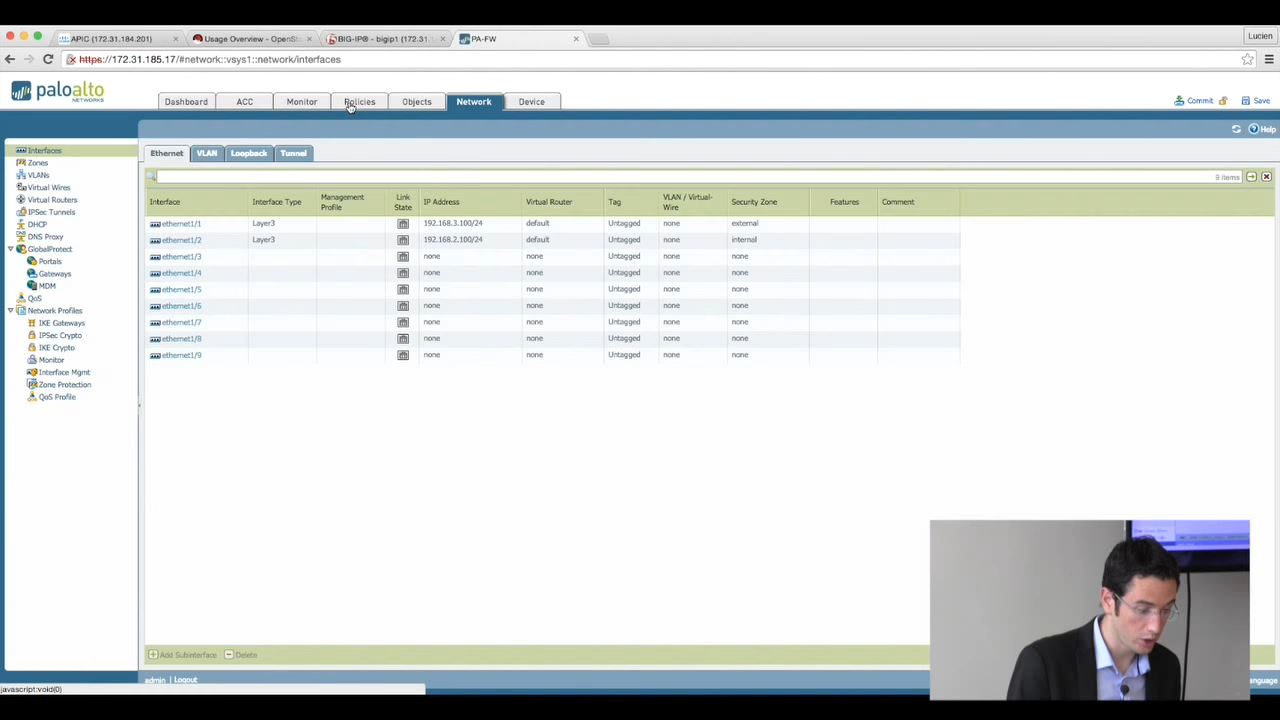 APIC (172.31.184.201)
Usage Overview - OpenSta
BIG-IP® - bigip1 (172.31.
PA-FW
Lucien
https://172.31.185.17/#network::vsys1::network/interfaces
paloalto
NETWORKS
Dashboard
ACC
Monitor
Policies
Objects
Network
Device
Commit
Save
Help
Interfaces
Zones
VLANs
Virtual Wires
Virtual Routers
IPSec Tunnels
DHCP
DNS Proxy
GlobalProtect
Portals
Gateways
MDM
QoS
Network Profiles
IKE Gateways
IPSec Crypto
IKE Crypto
Monitor
Interface Mgmt
Zone Protection
QoS Profile
Ethernet VLAN Loopback Tunnel
9 items
Interface Interface Type Management Profile Link State IP Address Virtual Router Tag VLAN / Virtual-Wire Security Zone Features Comment
ethernet1/1 Layer3 192.168.3.100/24 default Untagged none external
ethernet1/2 Layer3 192.168.2.100/24 default Untagged none internal
ethernet1/3 none none Untagged none none
ethernet1/4 none none Untagged none none
ethernet1/5 none none Untagged none none
ethernet1/6 none none Untagged none none
ethernet1/7 none none Untagged none none
ethernet1/8 none none Untagged none none
ethernet1/9 none none Untagged none none
Add Subinterface Delete
admin | Logout
anguage
javascript:void(0)